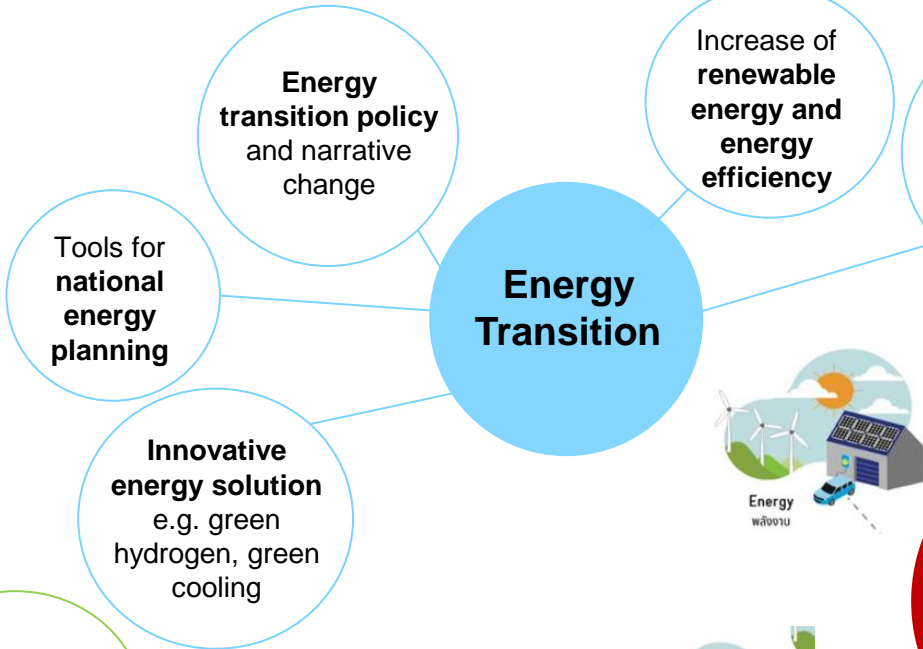 Energy
transition policy
and narrative
change
Increase of
renewable
energy and
energy
efficiency
Tools for
national
energy
planning
Energy
Transition
Innovative
energy solution
e.g. green
hydrogen, green
cooling
Energy
พลังงาน